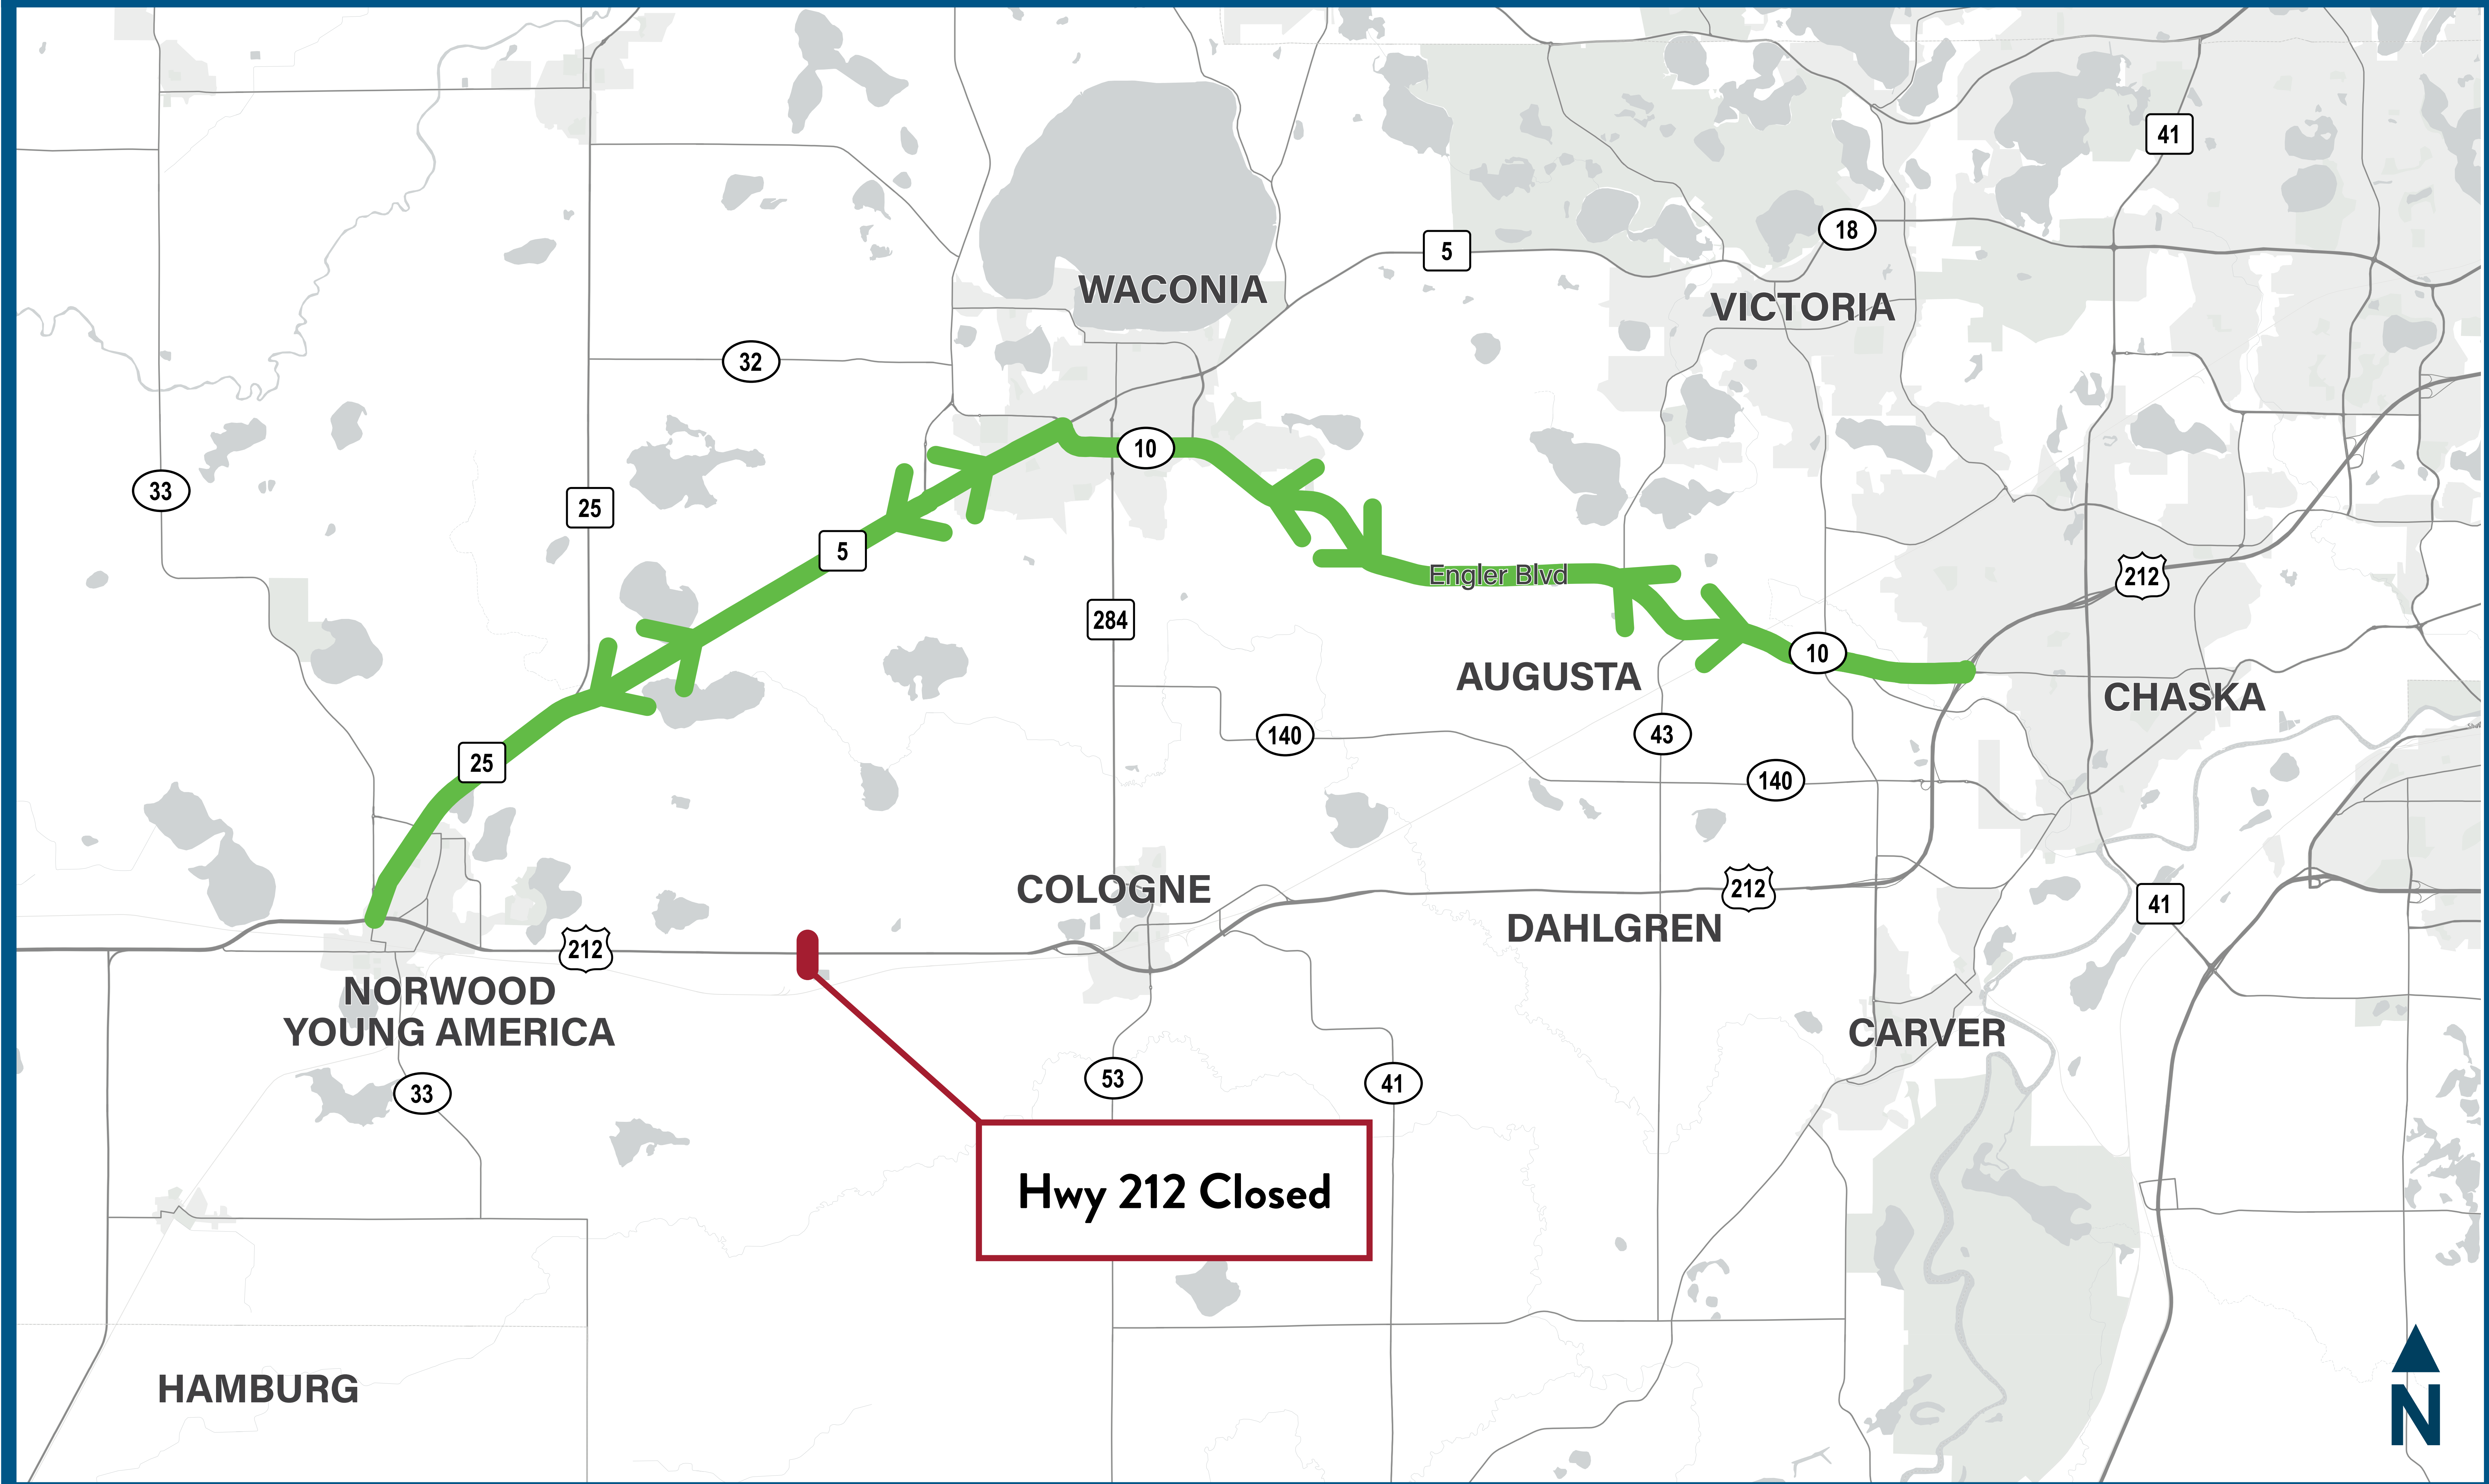 41
18
5
WACONIA
VICTORIA
32
10
33
25
5
Engler Blvd
212
284
10
AUGUSTA
CHASKA
140
43
25
140
COLOGNE
212
41
DAHLGREN
212
NORWOOD
YOUNG AMERICA
CARVER
53
41
33
Hwy 212 Closed
HAMBURG
N